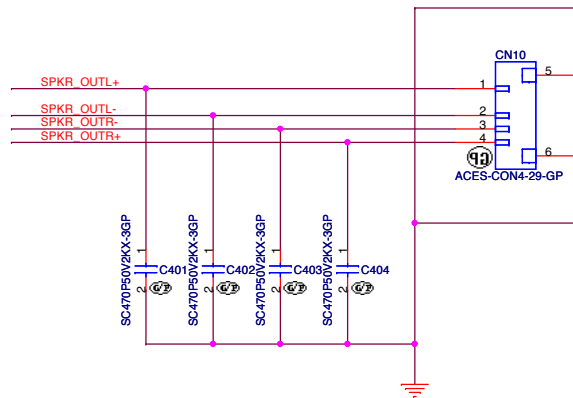 CN10
SPKR_OUTL+
1
5
SPKR_OUTL-
2
SPKR_OUTR-
3
SPKR_OUTR+
4
6
GP
ACES-CON4-29-GP
SC470P50V2KX-3GP
1
C401
2
G/P
SC470P50V2KX-3GP
1
C402
2
G/P
SC470P50V2KX-3GP
1
C403
2
G/P
SC470P50V2KX-3GP
1
C404
2
G/P